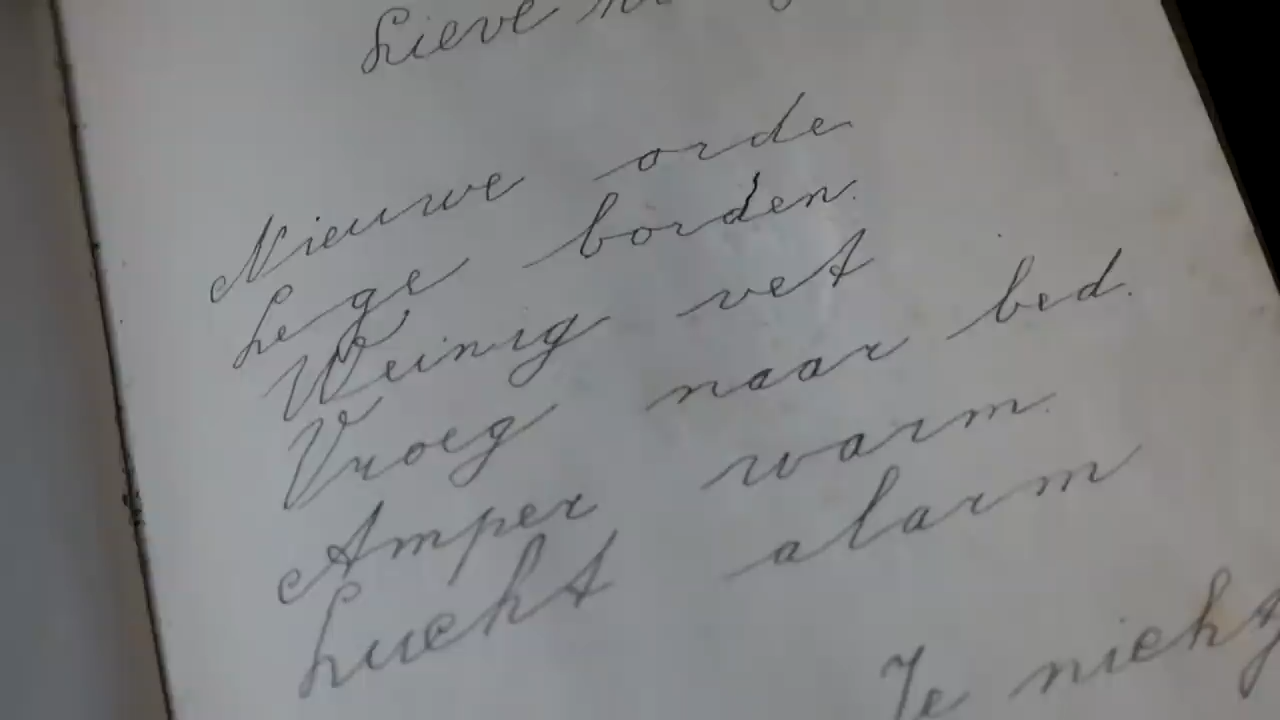 Lieve
Nieuwe orde
Lege borden.
Weinig vet
Vroeg naar bed.
Amper warm.
Lucht alarm
Je nicht